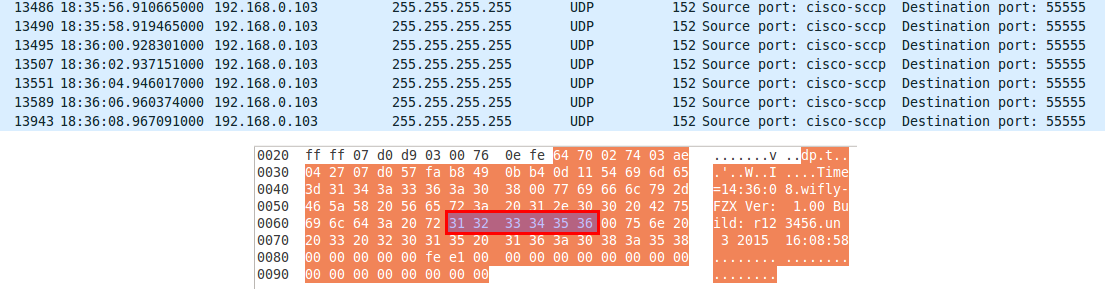 13486 18:35:56.910665000 192.168.0.103 255.255.255.255 UDP 152 Source port: cisco-sccp Destination port: 55555
13490 18:35:58.919465000 192.168.0.103 255.255.255.255 UDP 152 Source port: cisco-sccp Destination port: 55555
13495 18:36:00.928301000 192.168.0.103 255.255.255.255 UDP 152 Source port: cisco-sccp Destination port: 55555
13507 18:36:02.937151000 192.168.0.103 255.255.255.255 UDP 152 Source port: cisco-sccp Destination port: 55555
13551 18:36:04.946017000 192.168.0.103 255.255.255.255 UDP 152 Source port: cisco-sccp Destination port: 55555
13589 18:36:06.960374000 192.168.0.103 255.255.255.255 UDP 152 Source port: cisco-sccp Destination port: 55555
13943 18:36:08.967091000 192.168.0.103 255.255.255.255 UDP 152 Source port: cisco-sccp Destination port: 55555
0020 ff ff 07 d0 d9 03 00 76 0e fe 64 70 02 74 03 ae .......v ..dp.t..
0030 04 27 07 d0 57 fa b8 49 0b b4 0d 11 54 69 6d 65 .'..W..I ....Time
0040 3d 31 34 3a 33 36 3a 30 38 00 77 69 66 6c 79 2d =14:36:0 8.wifly-
0050 46 5a 58 20 56 65 72 3a 20 31 2e 30 30 20 42 75 FZX Ver: 1.00 Bu
0060 69 6c 64 3a 20 72 31 32 33 34 35 36 00 75 6e 20 ild: r12 3456.un
0070 20 33 20 32 30 31 35 20 31 36 3a 30 38 3a 35 38 3 2015 16:08:58
0080 00 00 00 00 00 fe e1 00 00 00 00 00 00 00 00 00 ........ ........
0090 00 00 00 00 00 00 00 00 ........